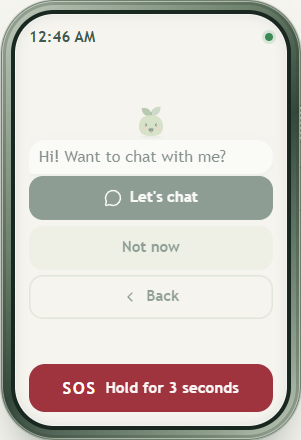 12:46 AM
Hi! Want to chat with me?
Let's chat
Not now
Back
SOS Hold for 3 seconds